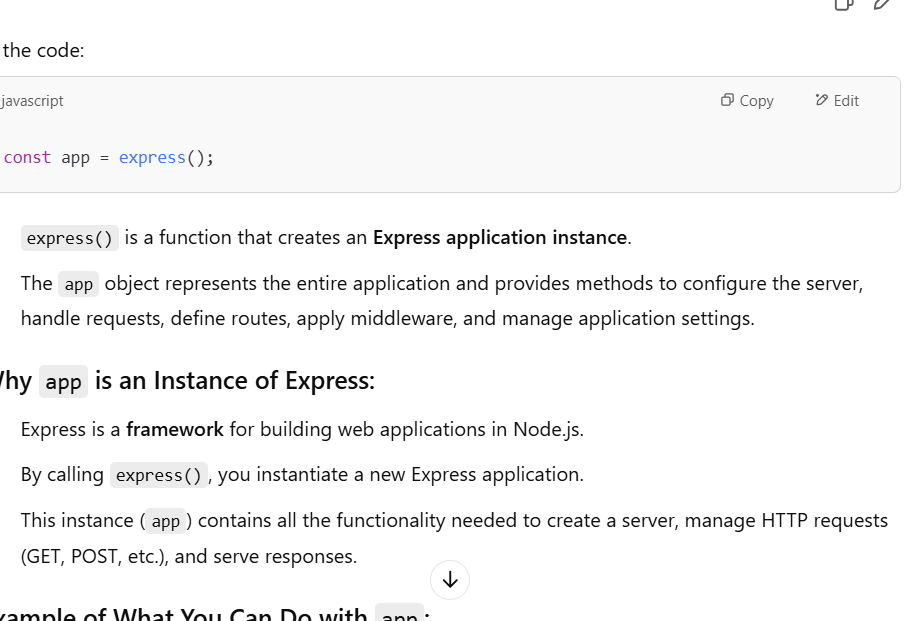 the code:
javascript
Copy
Edit
const app = express();
express() is a function that creates an Express application instance.
The app object represents the entire application and provides methods to configure the server,
handle requests, define routes, apply middleware, and manage application settings.
Why app is an Instance of Express:
Express is a framework for building web applications in Node.js.
By calling express(), you instantiate a new Express application.
This instance (app) contains all the functionality needed to create a server, manage HTTP requests
(GET, POST, etc.), and serve responses.
xample of What You Can Do with app: